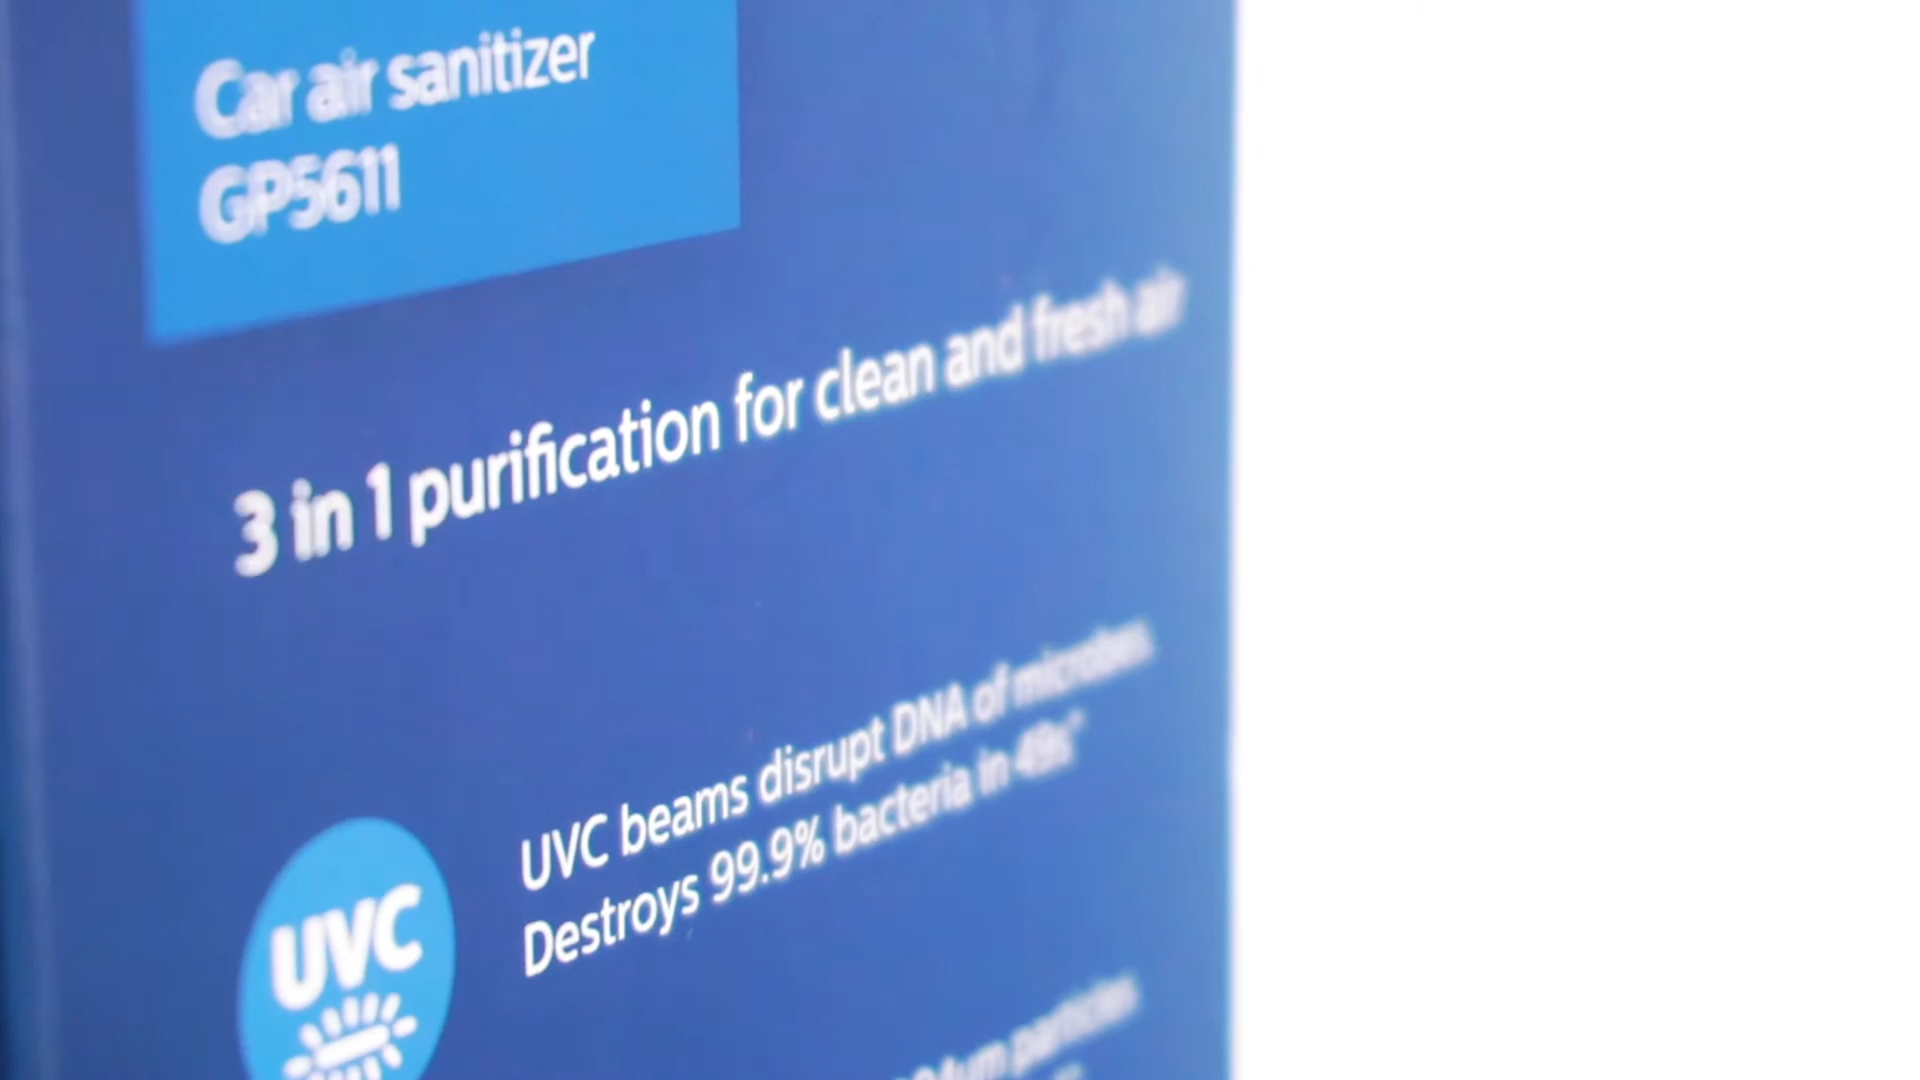 Car air sanitizer
GP5611
3 in 1 purification for clean and fresh air
UVC beams disrupt DNA of microbes
Destroys 99.9% bacteria in 49s*
UVC
particles